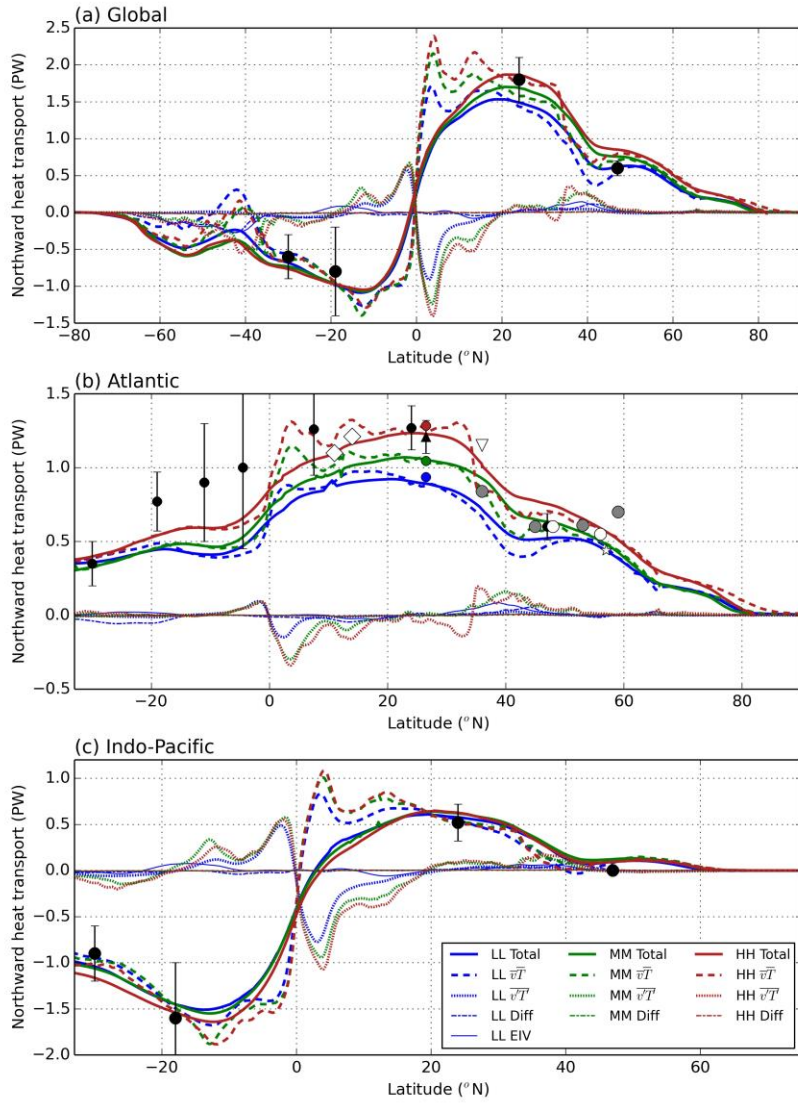 (a) Global
Northward heat transport (PW)
2.5
2.0
1.5
1.0
0.5
0.0
−0.5
−1.0
−1.5
−80 −60 −40 −20 0 20 40 60 80
Latitude (°N)
(b) Atlantic
Northward heat transport (PW)
1.5
1.0
0.5
0.0
−0.5
−20 0 20 40 60 80
Latitude (°N)
(c) Indo-Pacific
Northward heat transport (PW)
1.0
0.5
0.0
−0.5
−1.0
−1.5
−2.0
−20 0 20 40 60
Latitude (°N)
LL Total MM Total HH Total
LL v̅T̅ MM v̅T̅ HH v̅T̅
LL v̅'̅T̅'̅ MM v̅'̅T̅'̅ HH v̅'̅T̅'̅
LL Diff MM Diff HH Diff
LL EIV